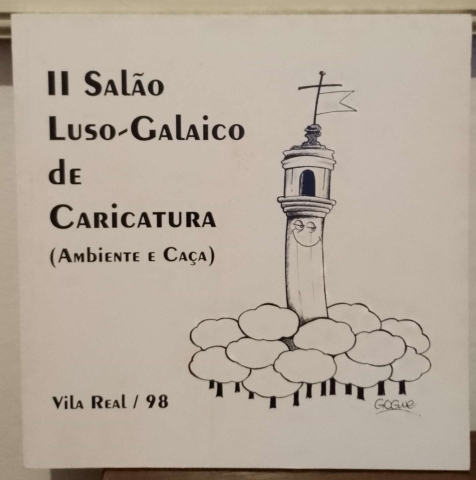 II Salão
Luso-Galaico
de
Caricatura
(Ambiente e Caça)
Vila Real / 98
GOGUE